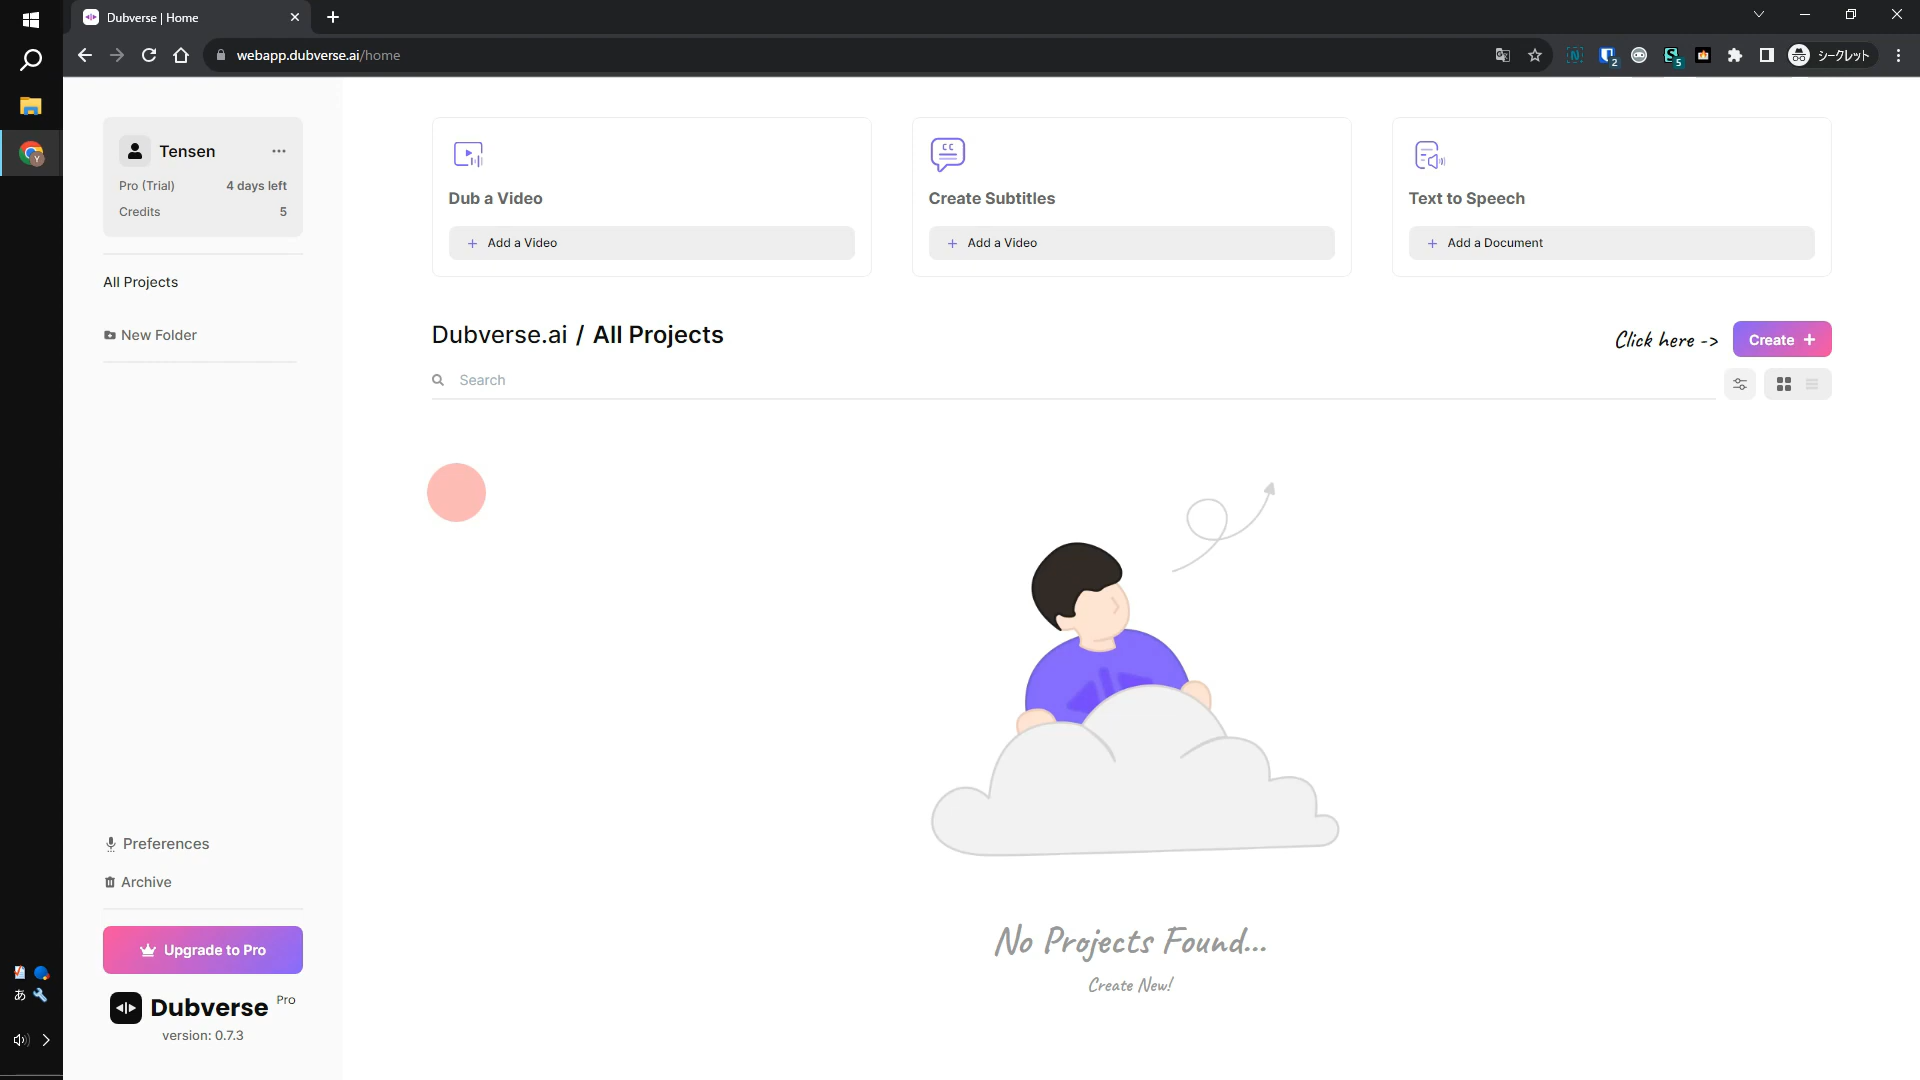 Dubverse | Home
webapp.dubverse.ai/home
2
5
シークレット
Y
Tensen
Pro (Trial) 4 days left
Credits 5
All Projects
New Folder
Dub a Video
+ Add a Video
CC
Create Subtitles
+ Add a Video
Text to Speech
+ Add a Document
Dubverse.ai / All Projects
Click here -> Create +
Search
No Projects Found...
Create New!
Preferences
Archive
Upgrade to Pro
Dubverse Pro
version: 0.7.3
あ